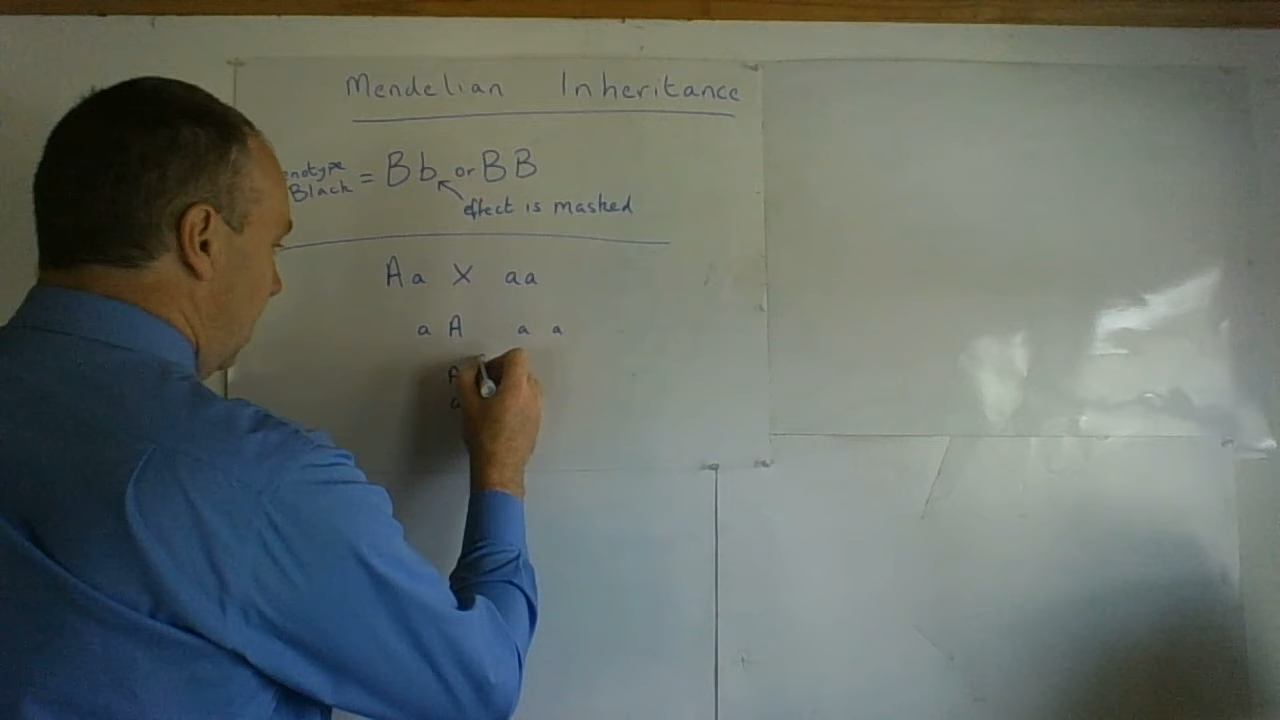 Mendelian Inheritance
Black = Bb or BB
effect is masked
Aa X aa
a A a a
A
a